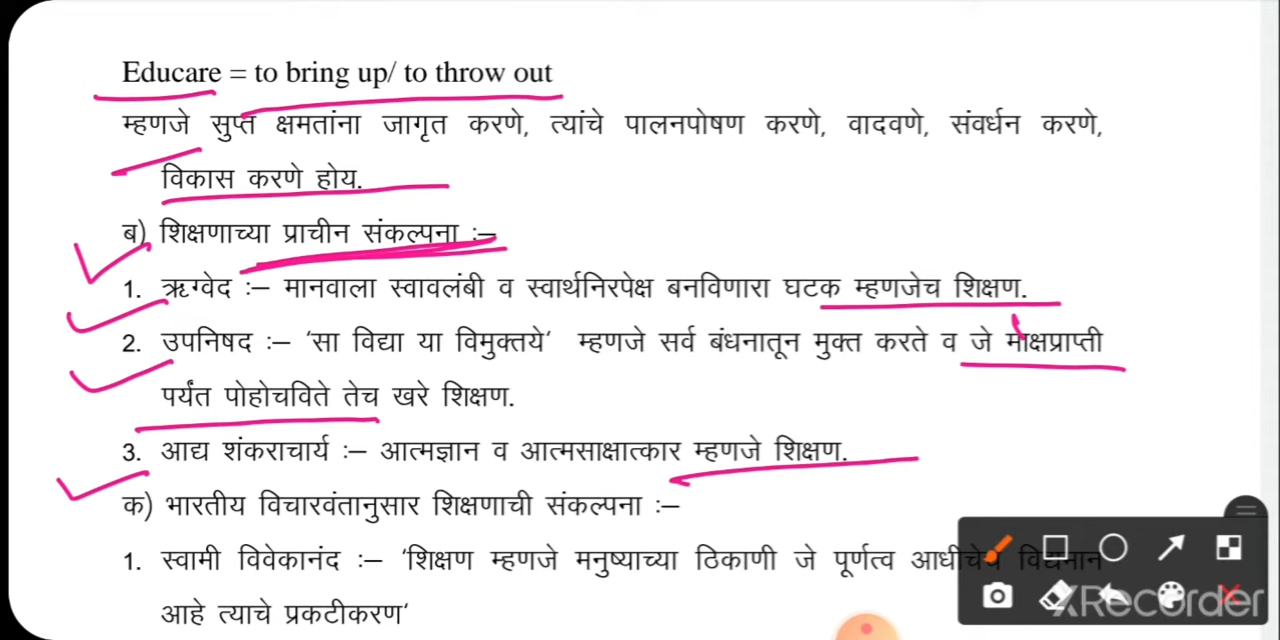 Educare = to bring up/ to throw out
म्हणजे सुप्त क्षमतांना जागृत करणे, त्यांचे पालनपोषण करणे, वादवणे, संवर्धन करणे,
विकास करणे होय.
ब) शिक्षणाच्या प्राचीन संकल्पना :–
1. ऋग्वेद :– मानवाला स्वावलंबी व स्वार्थनिरपेक्ष बनविणारा घटक म्हणजेच शिक्षण.
2. उपनिषद :– ‘सा विद्या या विमुक्तये’ म्हणजे सर्व बंधनातून मुक्त करते व जे मोक्षप्राप्ती
पर्यंत पोहोचविते तेच खरे शिक्षण.
3. आद्य शंकराचार्य :– आत्मज्ञान व आत्मसाक्षात्कार म्हणजे शिक्षण.
क) भारतीय विचारवंतानुसार शिक्षणाची संकल्पना :–
1. स्वामी विवेकानंद :– ‘शिक्षण म्हणजे मनुष्याच्या ठिकाणी जे पूर्णत्व आधीचेच विद्यमान
आहे त्याचे प्रकटीकरण’
XRecorder